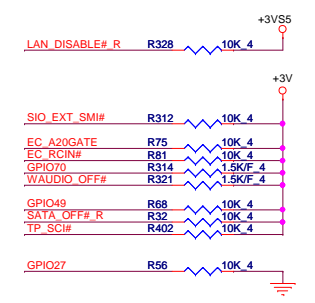 +3VS5
LAN_DISABLE#_R R328 10K_4
+3V
SIO_EXT_SMI# R312 10K_4
EC_A20GATE R75 10K_4
EC_RCIN# R81 10K_4
GPIO70 R314 1.5K/F_4
WAUDIO_OFF# R321 1.5K/F_4
GPIO49 R68 10K_4
SATA_OFF#_R R32 10K_4
TP_SCI# R402 10K_4
GPIO27 R56 10K_4